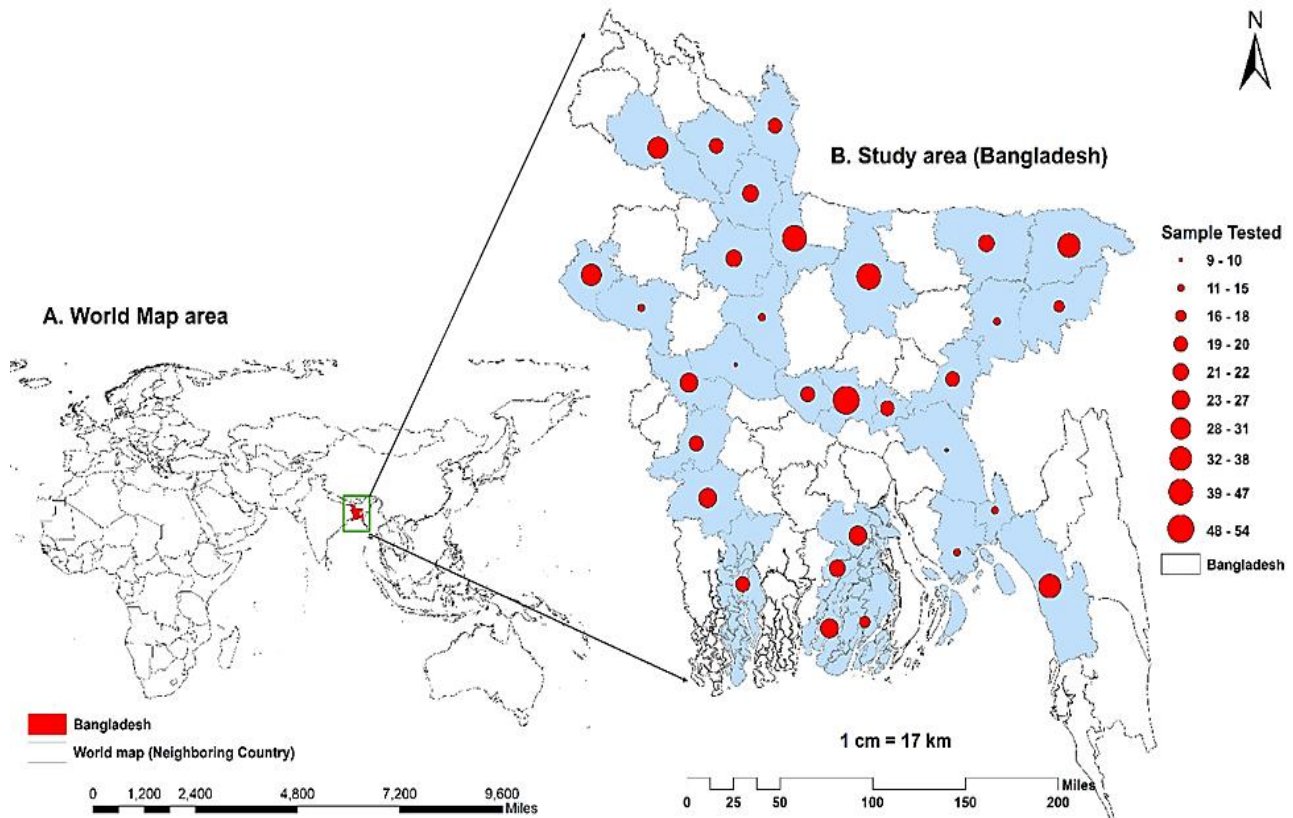 N
B. Study area (Bangladesh)
Sample Tested
9 - 10
11 - 15
16 - 18
19 - 20
21 - 22
23 - 27
28 - 31
32 - 38
39 - 47
48 - 54
Bangladesh
A. World Map area
Bangladesh
World map (Neighboring Country)
0 1,200 2,400 4,800 7,200 9,600
Miles
1 cm = 17 km
Miles
0 25 50 100 150 200